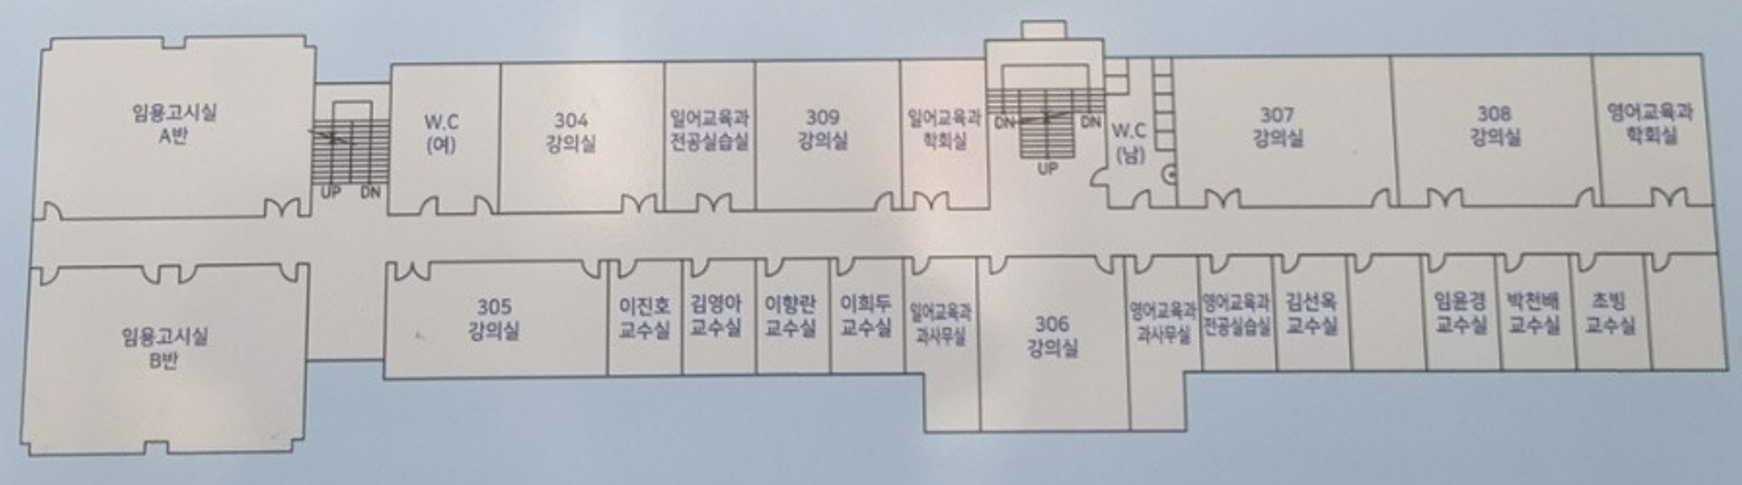 임용고시실
A반
UP DN
W.C
(여)
304
강의실
일어교육과
전공실습실
309
강의실
일어교육과
학회실
DN DN
UP
W.C
(남)
307
강의실
308
강의실
영어교육과
학회실
임용고시실
B반
305
강의실
이진호
교수실
김영아
교수실
이향란
교수실
이희두
교수실
일어교육과
과사무실
306
강의실
영어교육과
과사무실
영어교육과
전공실습실
김선옥
교수실
임윤경
교수실
박천배
교수실
초빙
교수실